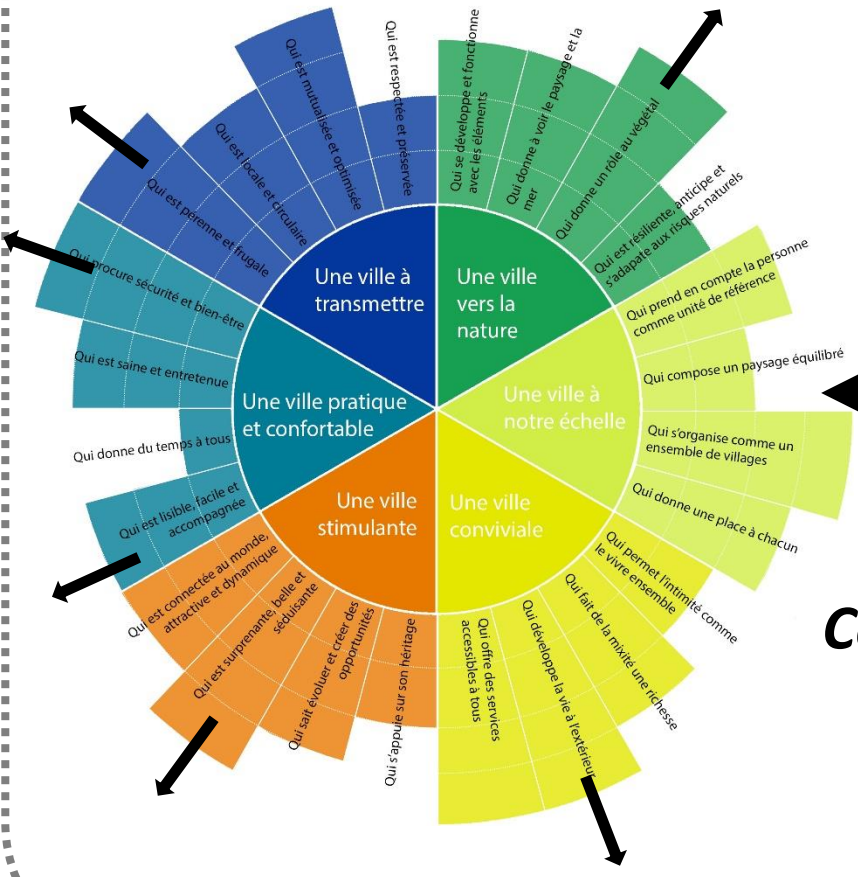 Une ville à
transmettre
Une ville
vers la
nature
Une ville à
notre échelle
Une ville
conviviale
Une ville
stimulante
Une ville pratique
et confortable
Qui se développe et fonctionne
avec les éléments
Qui donne à voir le paysage et la
mer
Qui donne un rôle au végétal
Qui est résiliente, anticipe et
s'adapate aux risques naturels
Qui prend en compte la personne
comme unité de référence
Qui compose un paysage équilibré
Qui s'organise comme un
ensemble de villages
Qui donne une place à chacun
Qui permet l'intimité comme
le vivre ensemble
Qui fait de la mixité une richesse
Qui développe la vie à l'extérieur
Qui offre des services
accessibles à tous
Qui s'appuie sur son héritage
Qui sait évoluer et créer des
opportunités
Qui est surprenante, belle et
séduisante
Qui est connectée au monde,
attractive et dynamique
Qui est lisible, facile et
accompagnée
Qui donne du temps à tous
Qui est saine et entretenue
Qui procure sécurité et bien-être
Qui est pérenne et frugale
Qui est locale et circulaire
Qui est mutualisée et optimisée
Qui est respectée et préservée